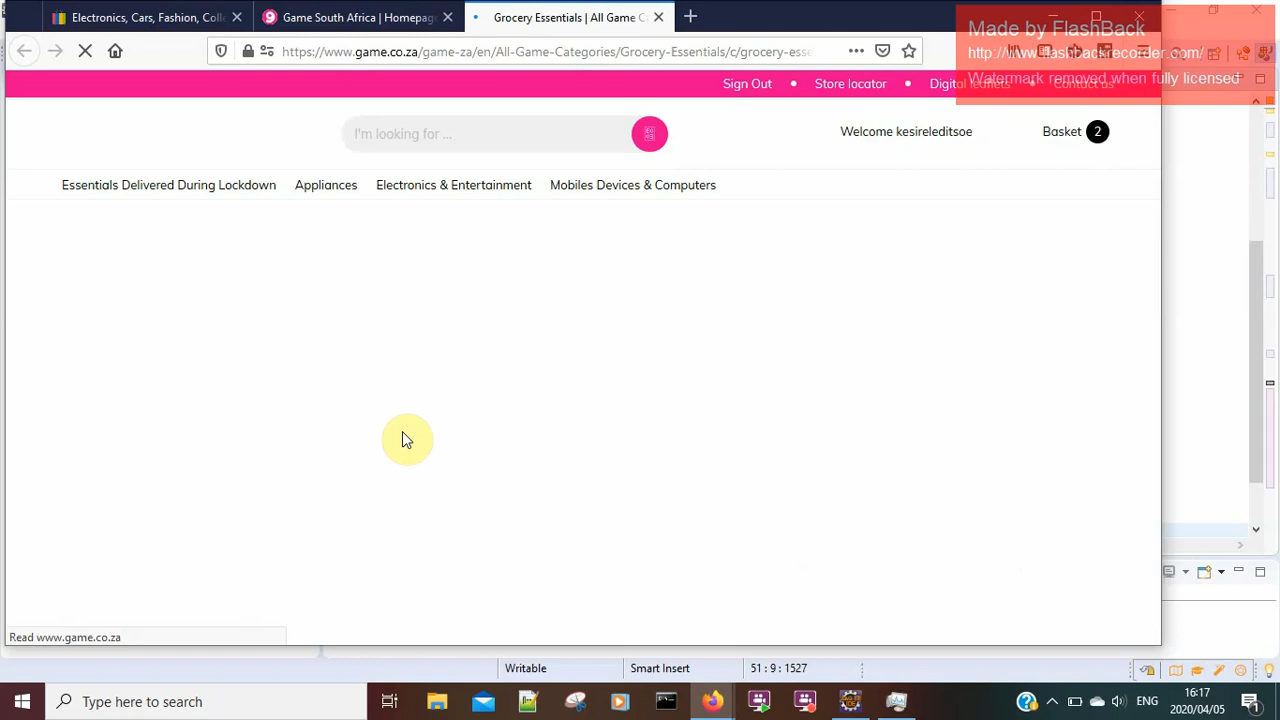 Electronics, Cars, Fashion, Coll
Game South Africa | Homepag
Grocery Essentials | All Game C
Made by FlashBack
https://www.game.co.za/game-za/en/All-Game-Categories/Grocery-Essentials/c/grocery-esse
http://www.flashbackrecorder.com/
Watermark removed when fully licensed
Sign Out
Store locator
Digital leaflets
Contact us
I'm looking for ...
Welcome kesireleditsoe
Basket 2
Essentials Delivered During Lockdown
Appliances
Electronics & Entertainment
Mobiles Devices & Computers
Read www.game.co.za
Writable
Smart Insert
51 : 9 : 1527
Type here to search
ENG
16:17
2020/04/05
1